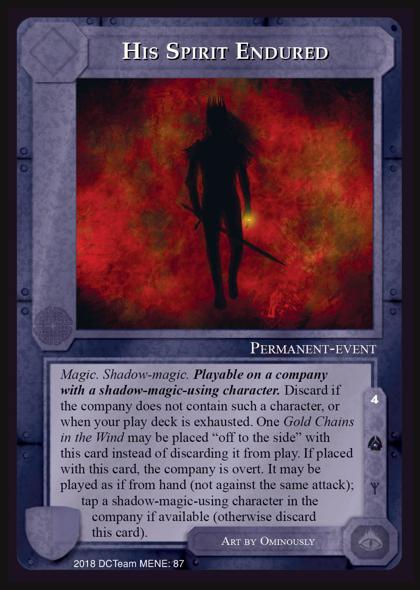 His Spirit Endured
Permanent-event
Magic. Shadow-magic. Playable on a company
with a shadow-magic-using character. Discard if
the company does not contain such a character, or
when your play deck is exhausted. One Gold Chains
in the Wind may be placed “off to the side” with
this card instead of discarding it from play. If placed
with this card, the company is overt. It may be
played as if from hand (not against the same attack);
tap a shadow-magic-using character in the
company if available (otherwise discard
this card).
4
Art by Ominously
2018 DCTeam MENE: 87